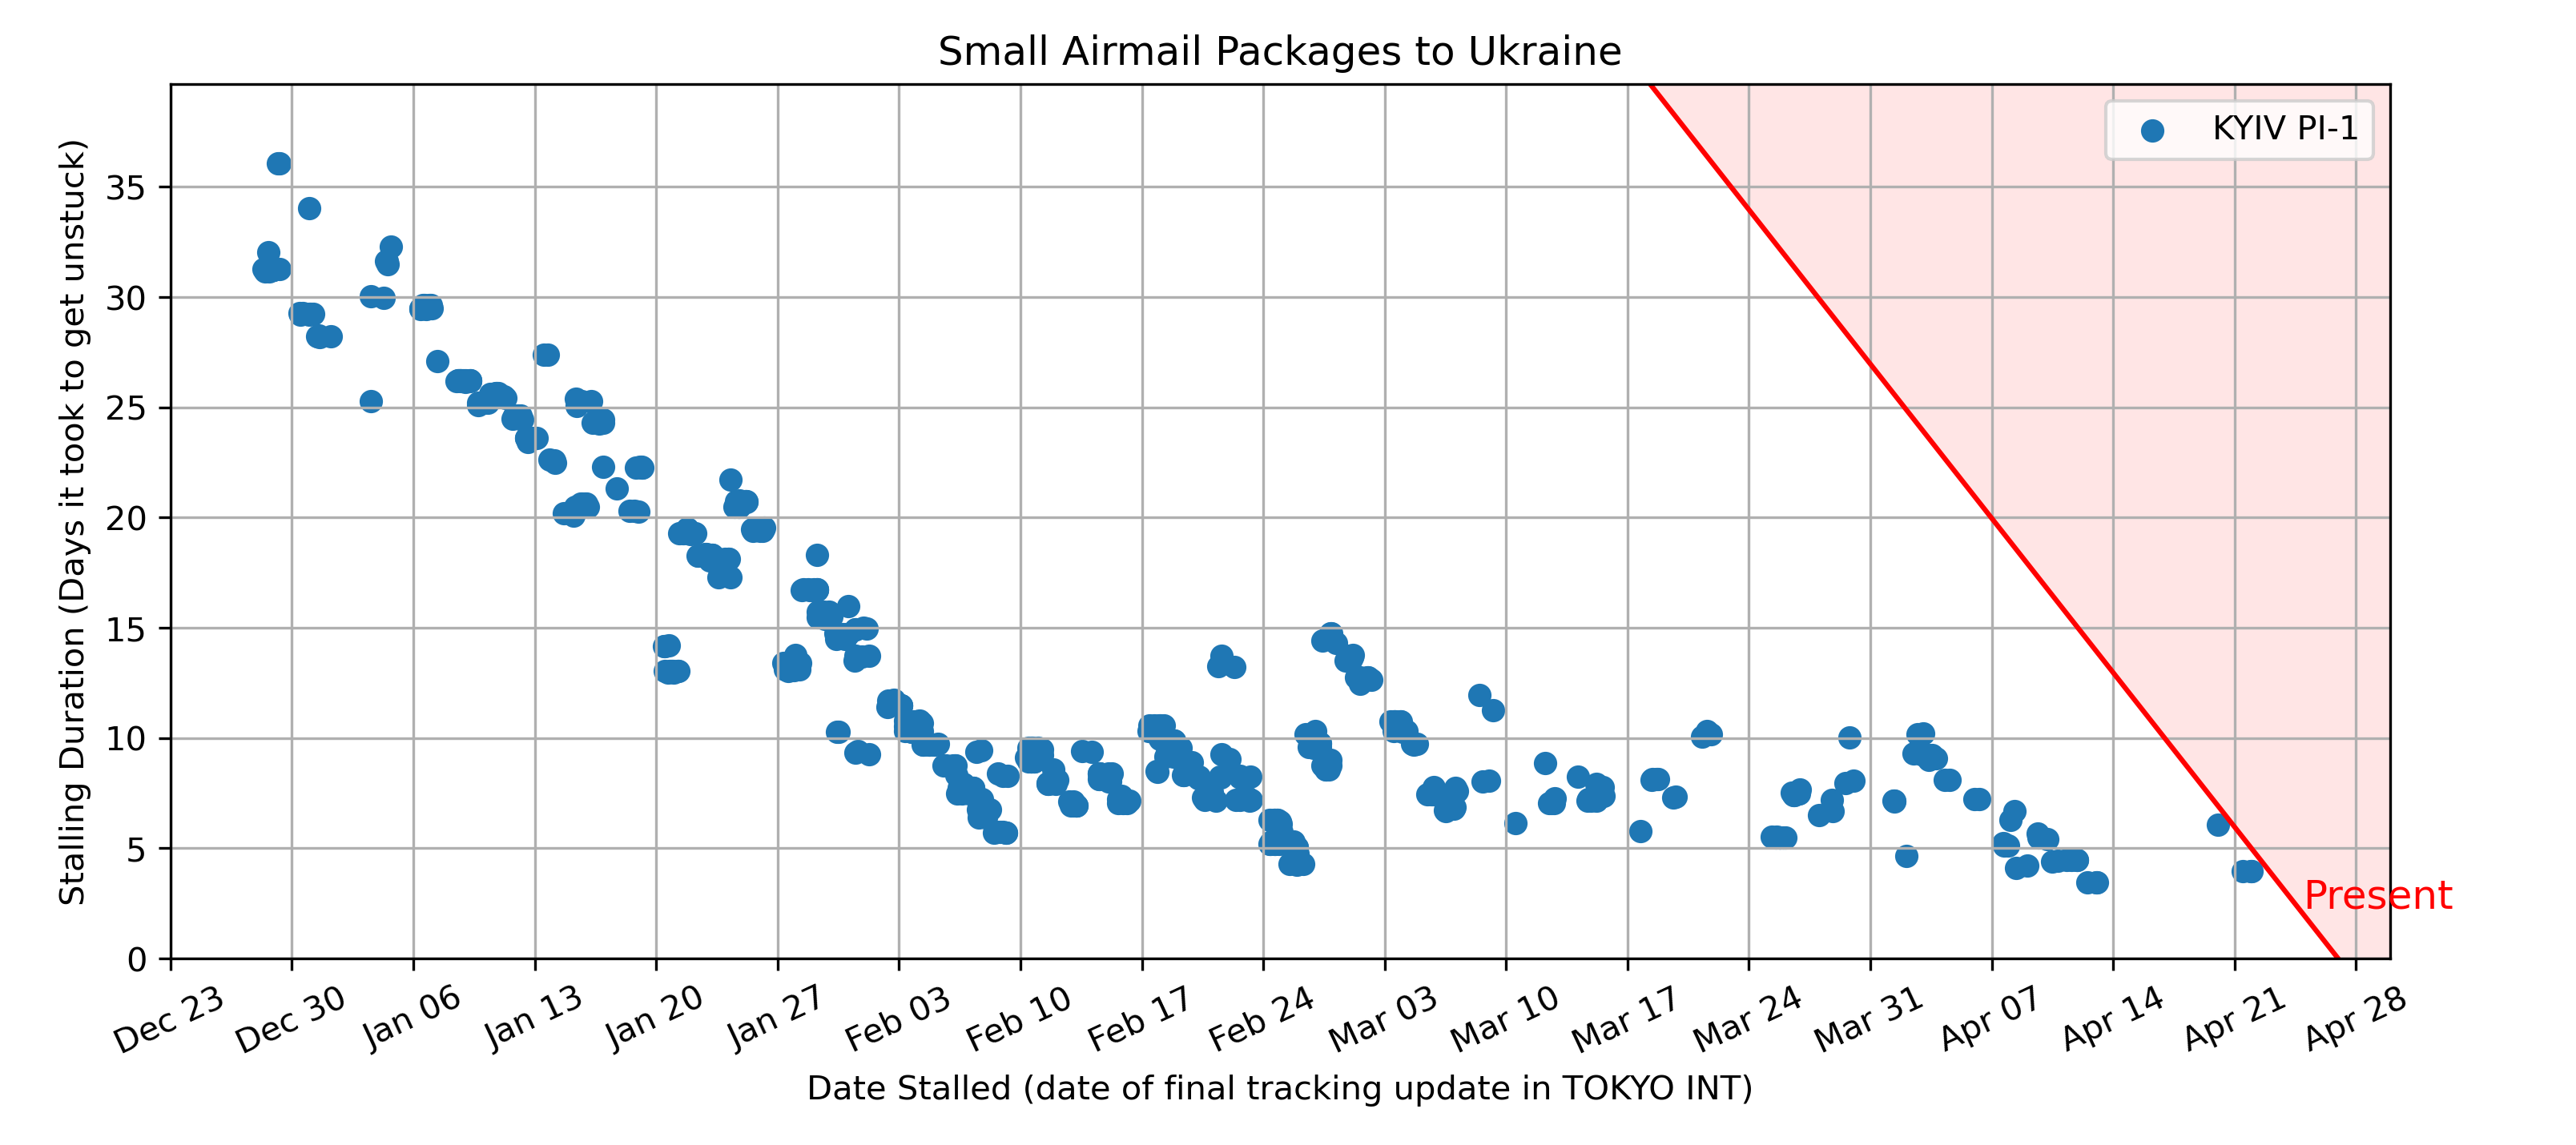 Small Airmail Packages to Ukraine
KYIV PI-1
Stalling Duration (Days it took to get unstuck)
35
30
25
20
15
10
5
0
Present
Dec 23
Dec 30
Jan 06
Jan 13
Jan 20
Jan 27
Feb 03
Feb 10
Feb 17
Feb 24
Mar 03
Mar 10
Mar 17
Mar 24
Mar 31
Apr 07
Apr 14
Apr 21
Apr 28
Date Stalled (date of final tracking update in TOKYO INT)